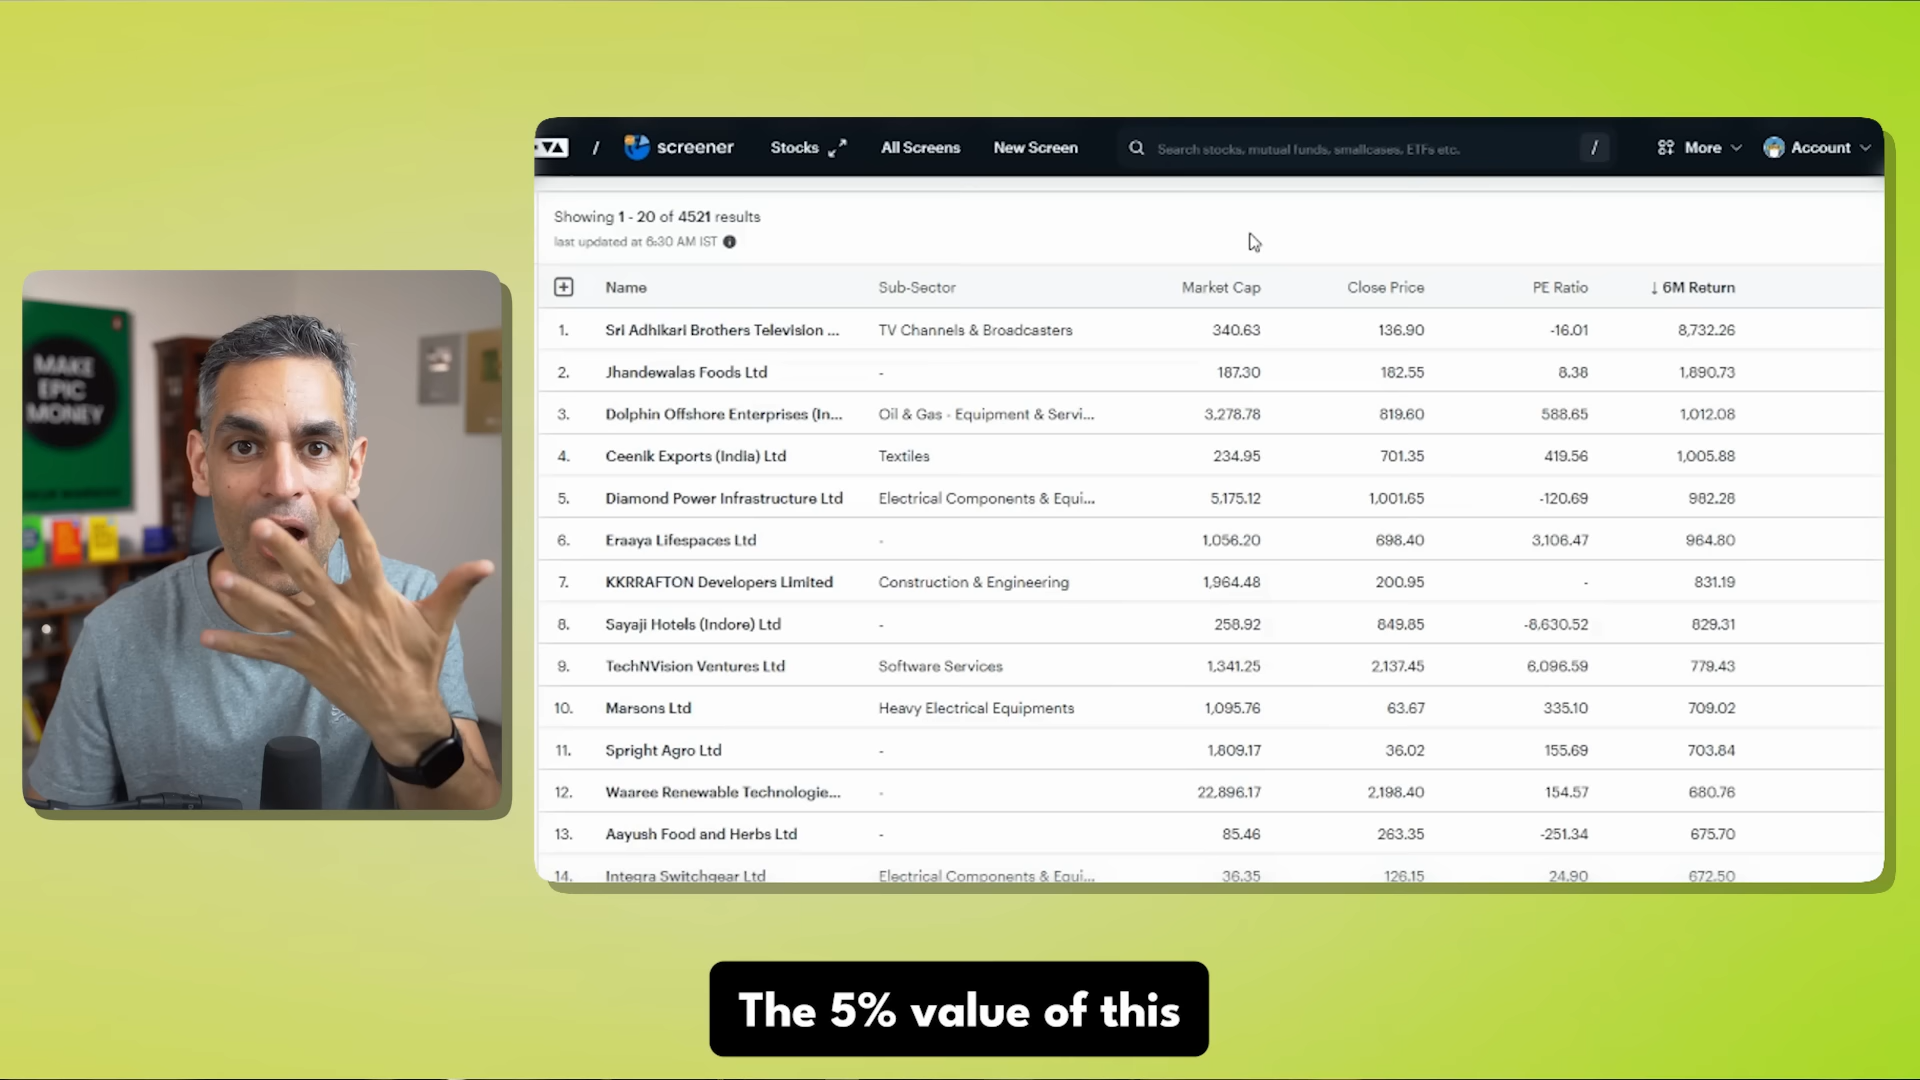 MAKE
EPIC
MONEY
/ screener Stocks All Screens New Screen Search stocks, mutual funds, smallcases, ETFs etc. / More Account
Showing 1 - 20 of 4521 results
last updated at 6:30 AM IST
Name Sub-Sector Market Cap Close Price PE Ratio ↓ 6M Return
1. Sri Adhikari Brothers Television ... TV Channels & Broadcasters 340.63 136.90 -16.01 8,732.26
2. Jhandewalas Foods Ltd - 187.30 182.55 8.38 1,890.73
3. Dolphin Offshore Enterprises (In... Oil & Gas - Equipment & Servi... 3,278.78 819.60 588.65 1,012.08
4. Ceenik Exports (India) Ltd Textiles 234.95 701.35 419.56 1,005.88
5. Diamond Power Infrastructure Ltd Electrical Components & Equi... 5,175.12 1,001.65 -120.69 982.28
6. Eraaya Lifespaces Ltd - 1,056.20 698.40 3,106.47 964.80
7. KKRRAFTON Developers Limited Construction & Engineering 1,964.48 200.95 - 831.19
8. Sayaji Hotels (Indore) Ltd - 258.92 849.85 -8,630.52 829.31
9. TechNVision Ventures Ltd Software Services 1,341.25 2,137.45 6,096.59 779.43
10. Marsons Ltd Heavy Electrical Equipments 1,095.76 63.67 335.10 709.02
11. Spright Agro Ltd - 1,809.17 36.02 155.69 703.84
12. Waaree Renewable Technologie... - 22,896.17 2,198.40 154.57 680.76
13. Aayush Food and Herbs Ltd - 85.46 263.35 -251.34 675.70
14. Integra Switchgear Ltd Electrical Components & Equi... 36.35 126.15 24.90 672.50
The 5% value of this